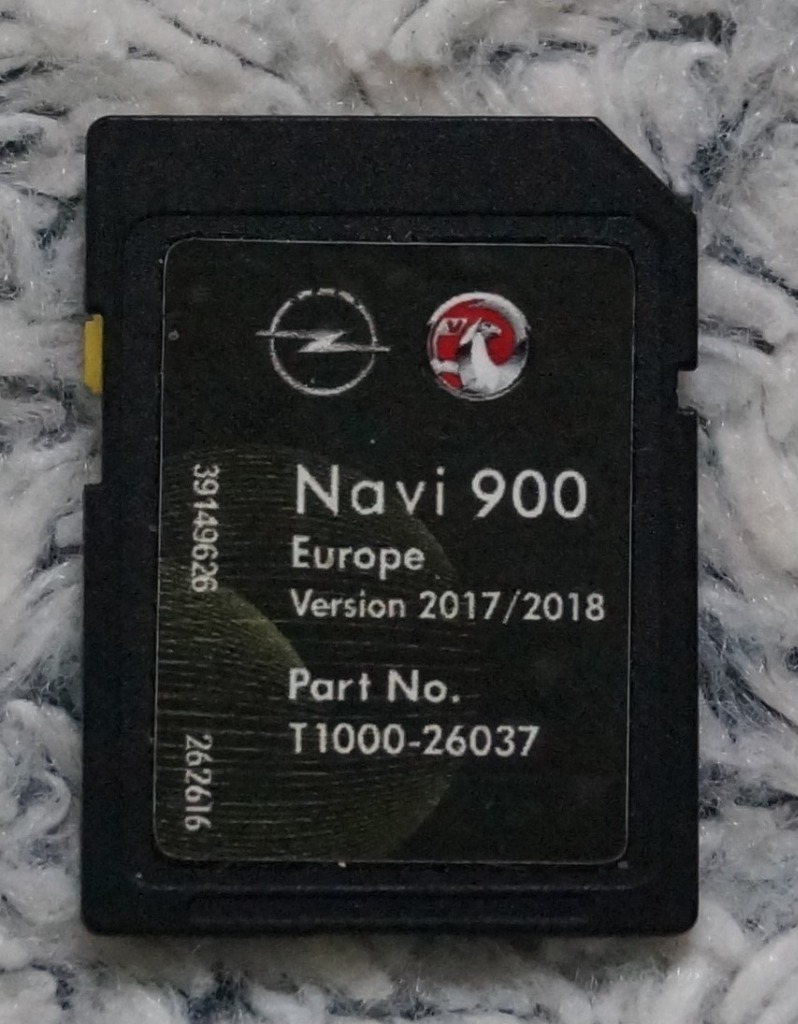 Navi 900
Europe
Version 2017/2018
Part No.
T1000-26037
39149626
262616
V